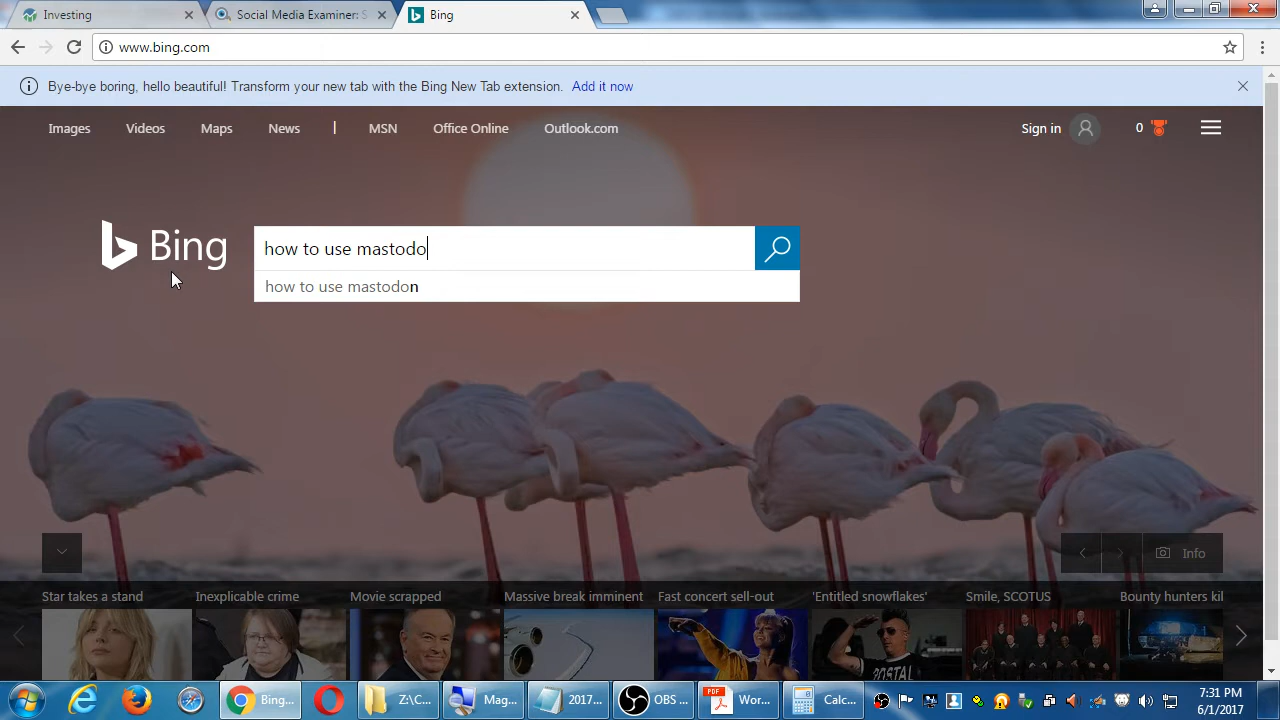 Investing
Social Media Examiner: S
Bing
www.bing.com
Bye-bye boring, hello beautiful! Transform your new tab with the Bing New Tab extension. Add it now
Images Videos Maps News | MSN Office Online Outlook.com
Sign in 0
Bing
how to use mastodo
how to use mastodon
Info
Star takes a stand
Inexplicable crime
Movie scrapped
Massive break imminent
Fast concert sell-out
'Entitled snowflakes'
Smile, SCOTUS
Bounty hunters kil
POSTAL
Bing...
Z:\C...
Mag...
2017...
OBS ...
PDF
Wor...
Calc...
7:31 PM
6/1/2017